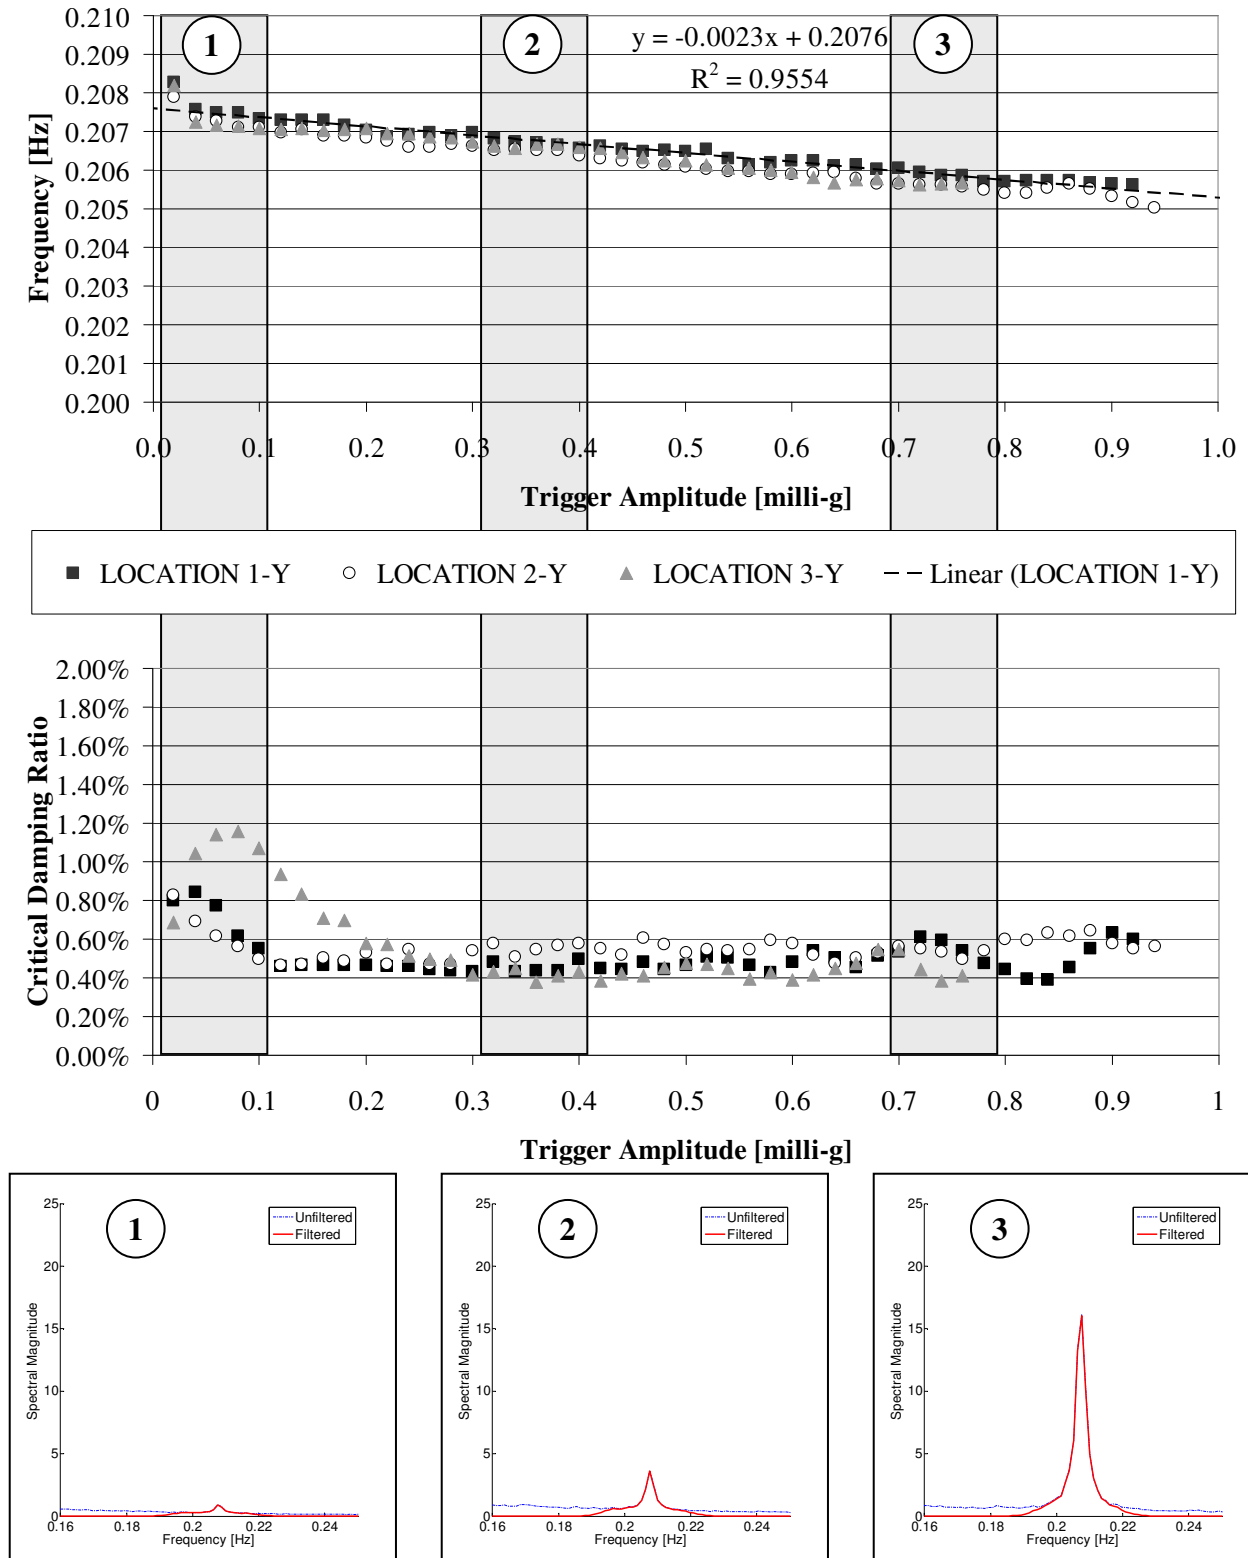 0.210
0.209
0.208
0.207
0.206
0.205
0.204
0.203
0.202
0.201
0.200
Frequency [Hz]
1
2
3
y = -0.0023x + 0.2076
R² = 0.9554
0.0 0.1 0.2 0.3 0.4 0.5 0.6 0.7 0.8 0.9 1.0
Trigger Amplitude [milli-g]
LOCATION 1-Y LOCATION 2-Y LOCATION 3-Y Linear (LOCATION 1-Y)
2.00%
1.80%
1.60%
1.40%
1.20%
1.00%
0.80%
0.60%
0.40%
0.20%
0.00%
Critical Damping Ratio
0 0.1 0.2 0.3 0.4 0.5 0.6 0.7 0.8 0.9 1
Trigger Amplitude [milli-g]
1
Unfiltered
Filtered
25
20
15
10
5
0
Spectral Magnitude
0.16 0.18 0.2 0.22 0.24
Frequency [Hz]
2
Unfiltered
Filtered
25
20
15
10
5
0
Spectral Magnitude
0.16 0.18 0.2 0.22 0.24
Frequency [Hz]
3
Unfiltered
Filtered
25
20
15
10
5
0
Spectral Magnitude
0.16 0.18 0.2 0.22 0.24
Frequency [Hz]